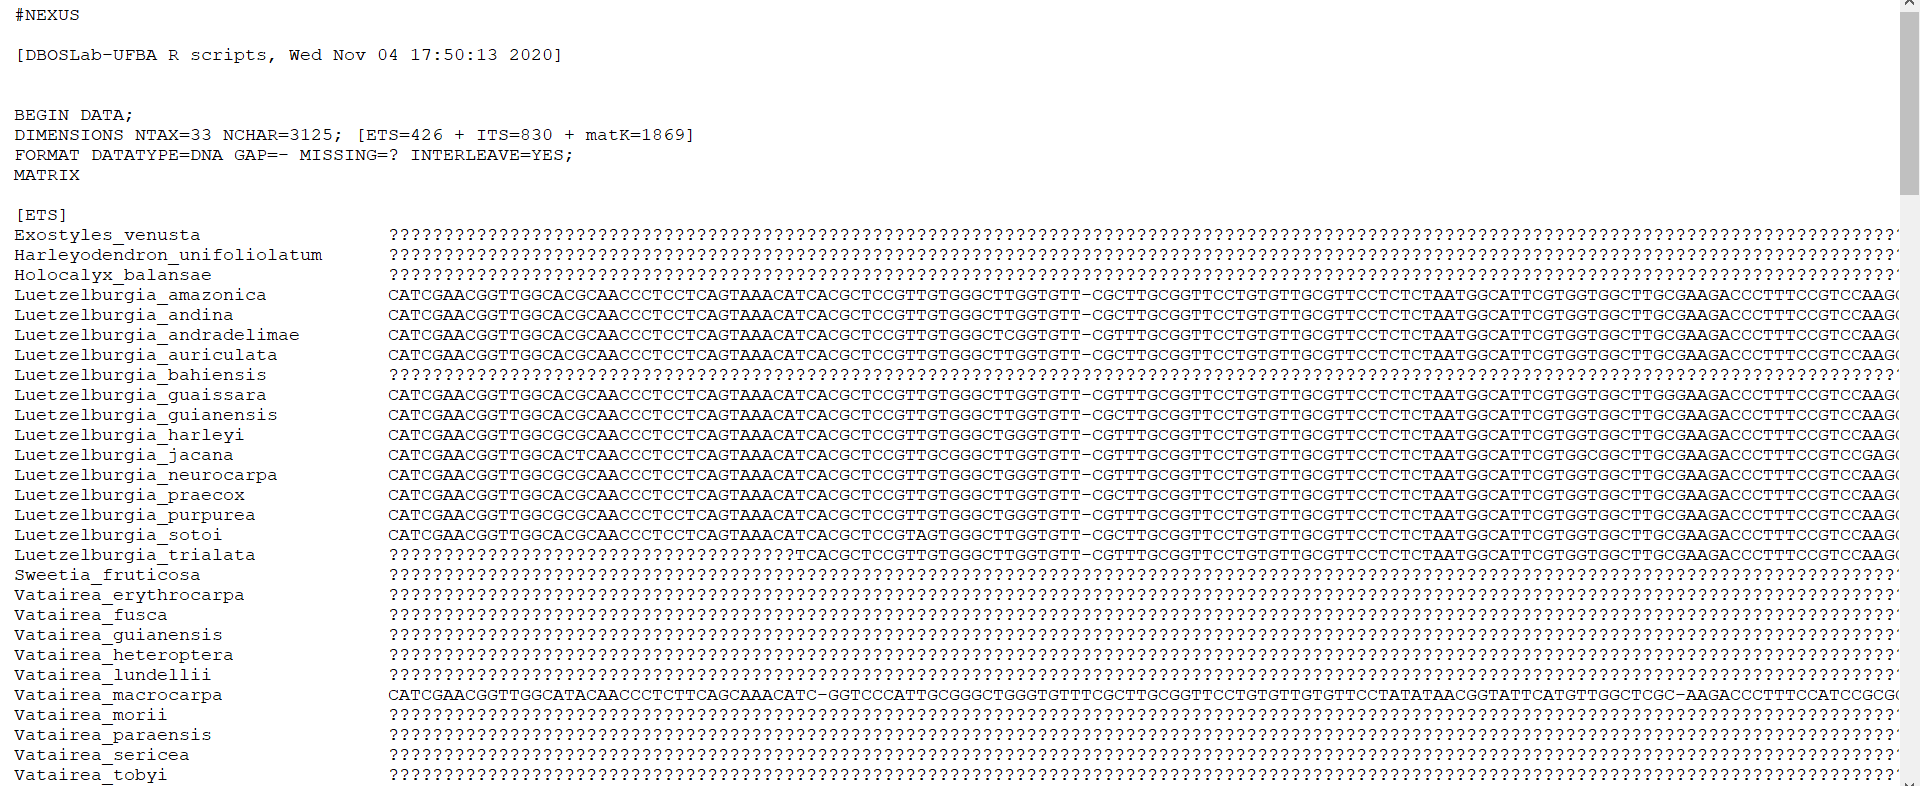 #NEXUS
[DBOSLab-UFBA R scripts, Wed Nov 04 17:50:13 2020]
BEGIN DATA;
DIMENSIONS NTAX=33 NCHAR=3125; [ETS=426 + ITS=830 + matK=1869]
FORMAT DATATYPE=DNA GAP=- MISSING=? INTERLEAVE=YES;
MATRIX
[ETS]
Exostyles_venusta ?????????????????????????????????????????????????????????????????????????????????????????????????????????????????????????????????????????
Harleyodendron_unifoliolatum ?????????????????????????????????????????????????????????????????????????????????????????????????????????????????????????????????????????
Holocalyx_balansae ?????????????????????????????????????????????????????????????????????????????????????????????????????????????????????????????????????????
Luetzelburgia_amazonica CATCGAACGGTTGGCACGCAACCCTCCTCAGTAAACATCACGCTCCGTTGTGGGCTTGGTGTT-CGCTTGCGGTTCCTGTGTTGCGTTCCTCTCTAATGGCATTCGTGGTGGCTTGCGAAGACCCTTTCCGTCCAAG
Luetzelburgia_andina CATCGAACGGTTGGCACGCAACCCTCCTCAGTAAACATCACGCTCCGTTGTGGGCTTGGTGTT-CGCTTGCGGTTCCTGTGTTGCGTTCCTCTCTAATGGCATTCGTGGTGGCTTGCGAAGACCCTTTCCGTCCAAG
Luetzelburgia_andradelimae CATCGAACGGTTGGCACGCAACCCTCCTCAGTAAACATCACGCTCCGTTGTGGGCTCGGTGTT-CGTTTGCGGTTCCTGTGTTGCGTTCCTCTCTAATGGCATTCGTGGTGGCTTGCGAAGACCCTTTCCGTCCAAG
Luetzelburgia_auriculata CATCGAACGGTTGGCACGCAACCCTCCTCAGTAAACATCACGCTCCGTTGTGGGCTTGGTGTT-CGCTTGCGGTTCCTGTGTTGCGTTCCTCTCTAATGGCATTCGTGGTGGCTTGCGAAGACCCTTTCCGTCCAAG
Luetzelburgia_bahiensis ?????????????????????????????????????????????????????????????????????????????????????????????????????????????????????????????????????????
Luetzelburgia_guaissara CATCGAACGGTTGGCACGCAACCCTCCTCAGTAAACATCACGCTCCGTTGTGGGCTTGGTGTT-CGTTTGCGGTTCCTGTGTTGCGTTCCTCTCTAATGGCATTCGTGGTGGCTTGGGAAGACCCTTTCCGTCCAAG
Luetzelburgia_guianensis CATCGAACGGTTGGCACGCAACCCTCCTCAGTAAACATCACGCTCCGTTGTGGGCTTGGTGTT-CGCTTGCGGTTCCTGTGTTGCGTTCCTCTCTAATGGCATTCGTGGTGGCTTGCGAAGACCCTTTCCGTCCAAG
Luetzelburgia_harleyi CATCGAACGGTTGGCGCGCAACCCTCCTCAGTAAACATCACGCTCCGTTGTGGGCTGGGTGTT-CGTTTGCGGTTCCTGTGTTGCGTTCCTCTCTAATGGCATTCGTGGTGGCTTGCGAAGACCCTTTCCGTCCAAG
Luetzelburgia_jacana CATCGAACGGTTGGCACTCAACCCTCCTCAGTAAACATCACGCTCCGTTGCGGGCTTGGTGTT-CGTTTGCGGTTCCTGTGTTGCGTTCCTCTCTAATGGCATTCGTGGCGGCTTGCGAAGACCCTTTCCGTCCGAG
Luetzelburgia_neurocarpa CATCGAACGGTTGGCGCGCAACCCTCCTCAGTAAACATCACGCTCCGTTGTGGGCTGGGTGTT-CGTTTGCGGTTCCTGTGTTGCGTTCCTCTCTAATGGCATTCGTGGTGGCTTGCGAAGACCCTTTCCGTCCAAG
Luetzelburgia_praecox CATCGAACGGTTGGCACGCAACCCTCCTCAGTAAACATCACGCTCCGTTGTGGGCTTGGTGTT-CGCTTGCGGTTCCTGTGTTGCGTTCCTCTCTAATGGCATTCGTGGTGGCTTGCGAAGACCCTTTCCGTCCAAG
Luetzelburgia_purpurea CATCGAACGGTTGGCGCGCAACCCTCCTCAGTAAACATCACGCTCCGTTGTGGGCTGGGTGTT-CGTTTGCGGTTCCTGTGTTGCGTTCCTCTCTAATGGCATTCGTGGTGGCTTGCGAAGACCCTTTCCGTCCAAG
Luetzelburgia_sotoi CATCGAACGGTTGGCACGCAACCCTCCTCAGTAAACATCACGCTCCGTAGTGGGCTTGGTGTT-CGCTTGCGGTTCCTGTGTTGCGTTCCTCTCTAATGGCATTCGTGGTGGCTTGCGAAGACCCTTTCCGTCCAAG
Luetzelburgia_trialata ?????????????????????????????????????TCACGCTCCGTTGTGGGCTTGGTGTT-CGTTTGCGGTTCCTGTGTTGCGTTCCTCTCTAATGGCATTCGTGGTGGCTTGCGAAGACCCTTTCCGTCCAAG
Sweetia_fruticosa ?????????????????????????????????????????????????????????????????????????????????????????????????????????????????????????????????????????
Vatairea_erythrocarpa ?????????????????????????????????????????????????????????????????????????????????????????????????????????????????????????????????????????
Vatairea_fusca ?????????????????????????????????????????????????????????????????????????????????????????????????????????????????????????????????????????
Vatairea_guianensis ?????????????????????????????????????????????????????????????????????????????????????????????????????????????????????????????????????????
Vatairea_heteroptera ?????????????????????????????????????????????????????????????????????????????????????????????????????????????????????????????????????????
Vatairea_lundellii ?????????????????????????????????????????????????????????????????????????????????????????????????????????????????????????????????????????
Vatairea_macrocarpa CATCGAACGGTTGGCATACAACCCTCTTCAGCAAACATC-GGTCCCATTGCGGGCTGGGTGTTTCGCTTGCGGTTCCTGTGTTGTGTTCCTATATAACGGTATTCATGTTGGCTCGC-AAGACCCTTTCCATCCGCG
Vatairea_morii ?????????????????????????????????????????????????????????????????????????????????????????????????????????????????????????????????????????
Vatairea_paraensis ?????????????????????????????????????????????????????????????????????????????????????????????????????????????????????????????????????????
Vatairea_sericea ?????????????????????????????????????????????????????????????????????????????????????????????????????????????????????????????????????????
Vatairea_tobyi ?????????????????????????????????????????????????????????????????????????????????????????????????????????????????????????????????????????